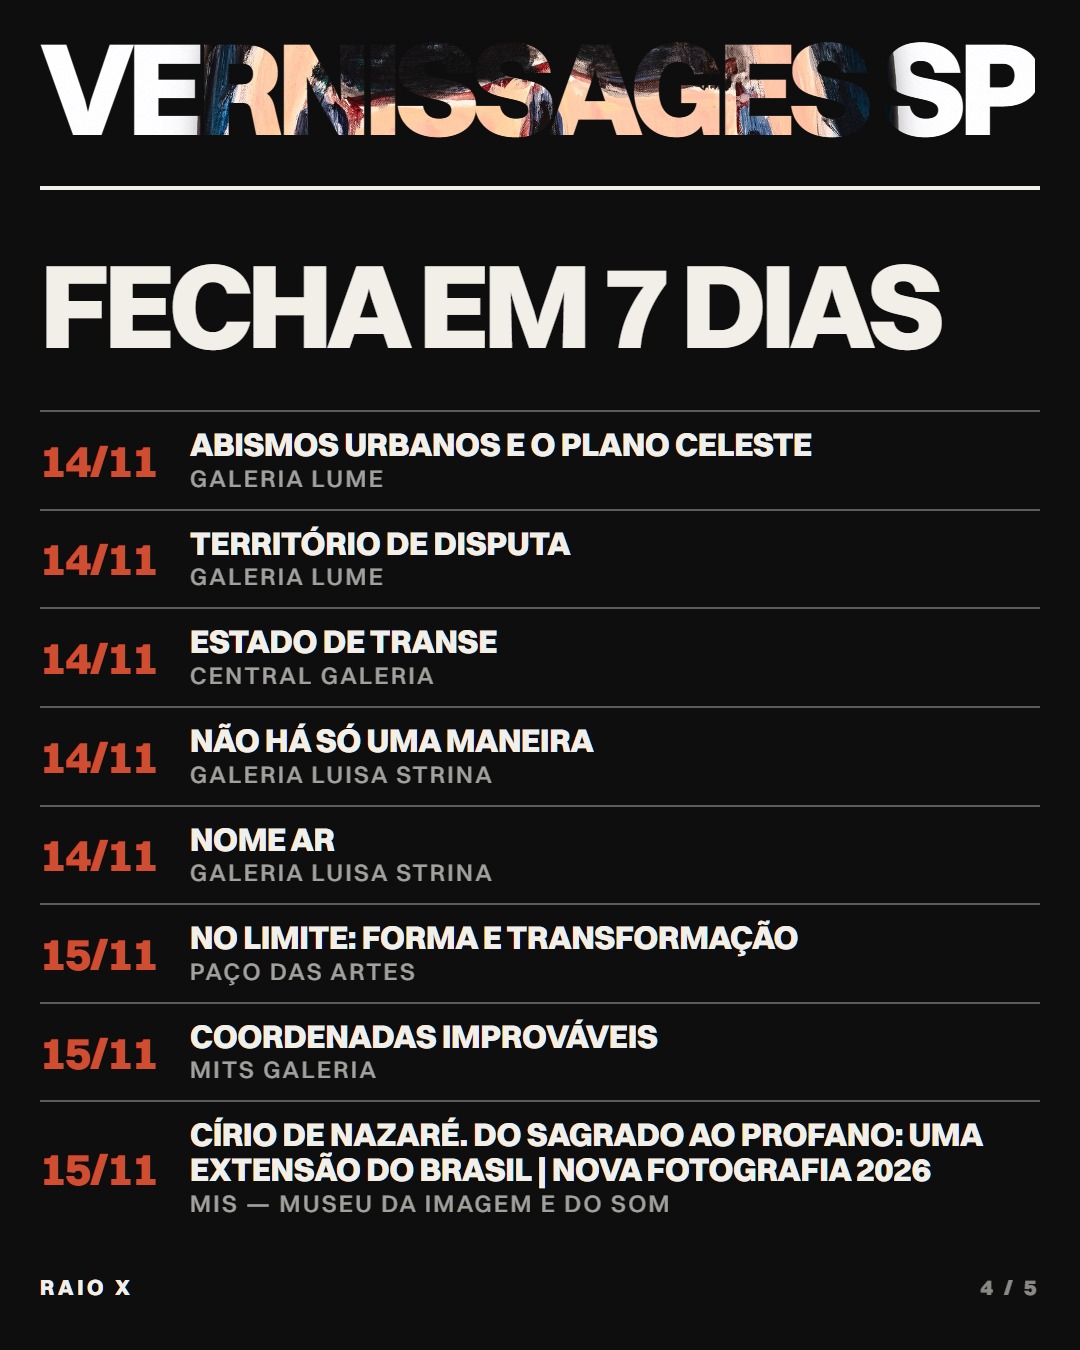 VERNISSAGES SP
FECHA EM 7 DIAS
14/11
ABISMOS URBANOS E O PLANO CELESTE
GALERIA LUME
14/11
TERRITÓRIO DE DISPUTA
GALERIA LUME
14/11
ESTADO DE TRANSE
CENTRAL GALERIA
14/11
NÃO HÁ SÓ UMA MANEIRA
GALERIA LUISA STRINA
14/11
NOME AR
GALERIA LUISA STRINA
15/11
NO LIMITE: FORMA E TRANSFORMAÇÃO
PAÇO DAS ARTES
15/11
COORDENADAS IMPROVÁVEIS
MITS GALERIA
15/11
CÍRIO DE NAZARÉ. DO SAGRADO AO PROFANO: UMA
EXTENSÃO DO BRASIL | NOVA FOTOGRAFIA 2026
MIS — MUSEU DA IMAGEM E DO SOM
RAIO X
4 / 5